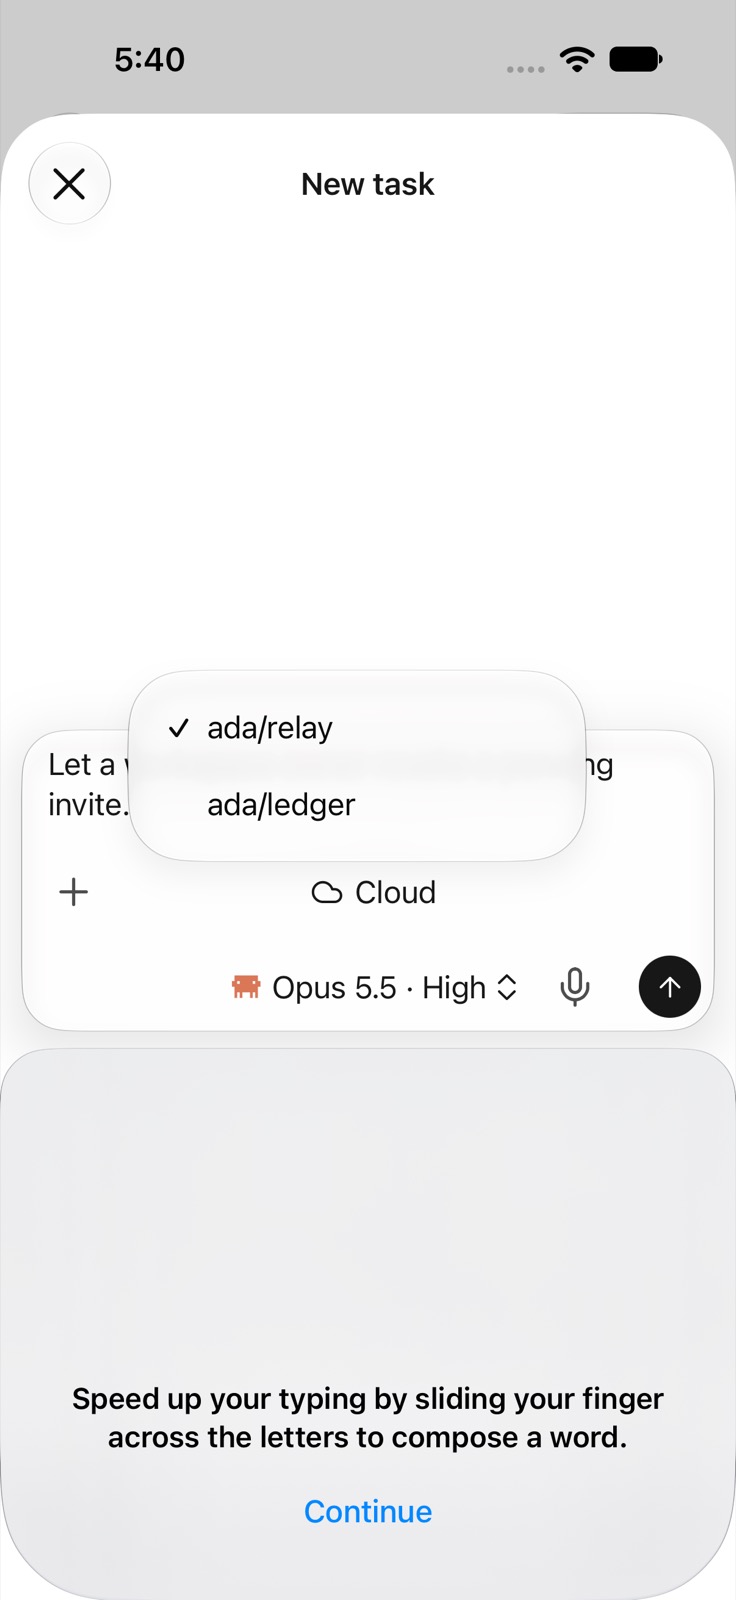 5:40
New task
ada/relay
Let a
invite.
ada/ledger
Cloud
Opus 5.5 · High
Speed up your typing by sliding your finger
across the letters to compose a word.
Continue